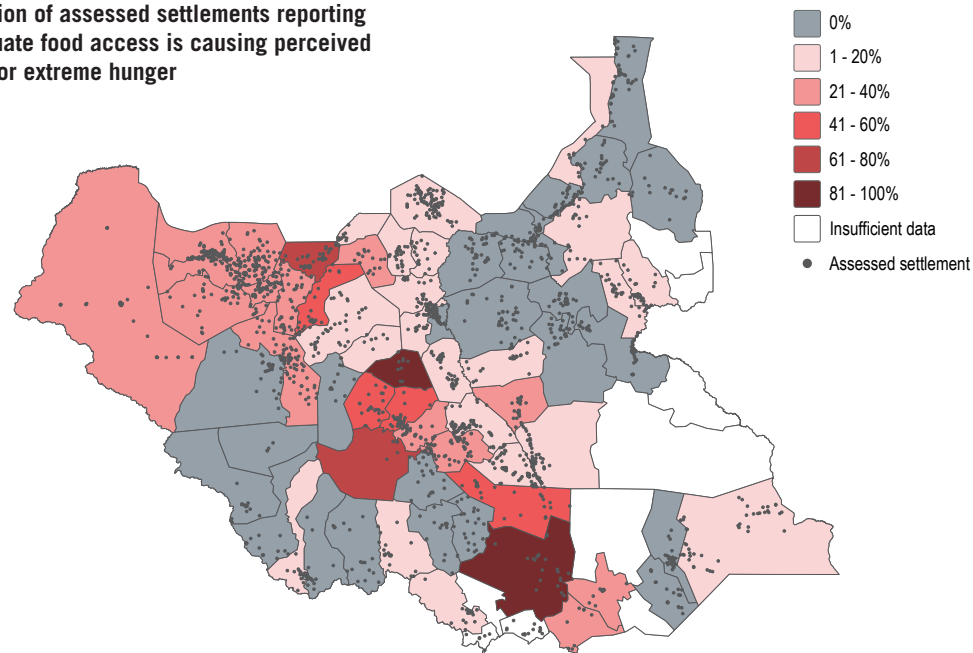 ion of assessed settlements reporting
uate food access is causing perceived
or extreme hunger
0%
1 - 20%
21 - 40%
41 - 60%
61 - 80%
81 - 100%
Insufficient data
Assessed settlement